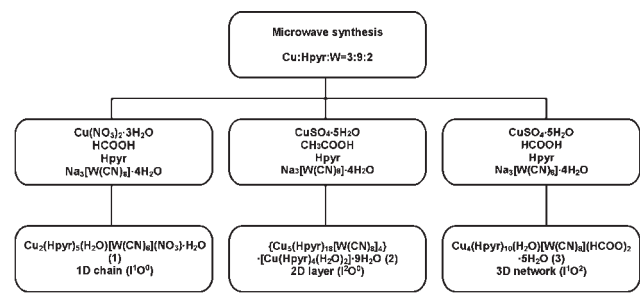 Microwave synthesis
Cu:Hpyr:W=3:9:2
Cu(NO₃)₂·3H₂O
HCOOH
Hpyr
Na₃[W(CN)₈]·4H₂O
CuSO₄·5H₂O
CH₃COOH
Hpyr
Na₃[W(CN)₈]·4H₂O
CuSO₄·5H₂O
HCOOH
Hpyr
Na₃[W(CN)₈]·4H₂O
Cu₂(Hpyr)₅(H₂O)[W(CN)₈](NO₃)·H₂O
(1)
1D chain (I¹O⁰)
{Cu₅(Hpyr)₁₈[W(CN)₈]₄}
·[Cu(Hpyr)₄(H₂O)₂]·9H₂O (2)
2D layer (I²O⁰)
Cu₄(Hpyr)₁₀(H₂O)[W(CN)₈](HCOO)₂
·5H₂O (3)
3D network (I¹O²)